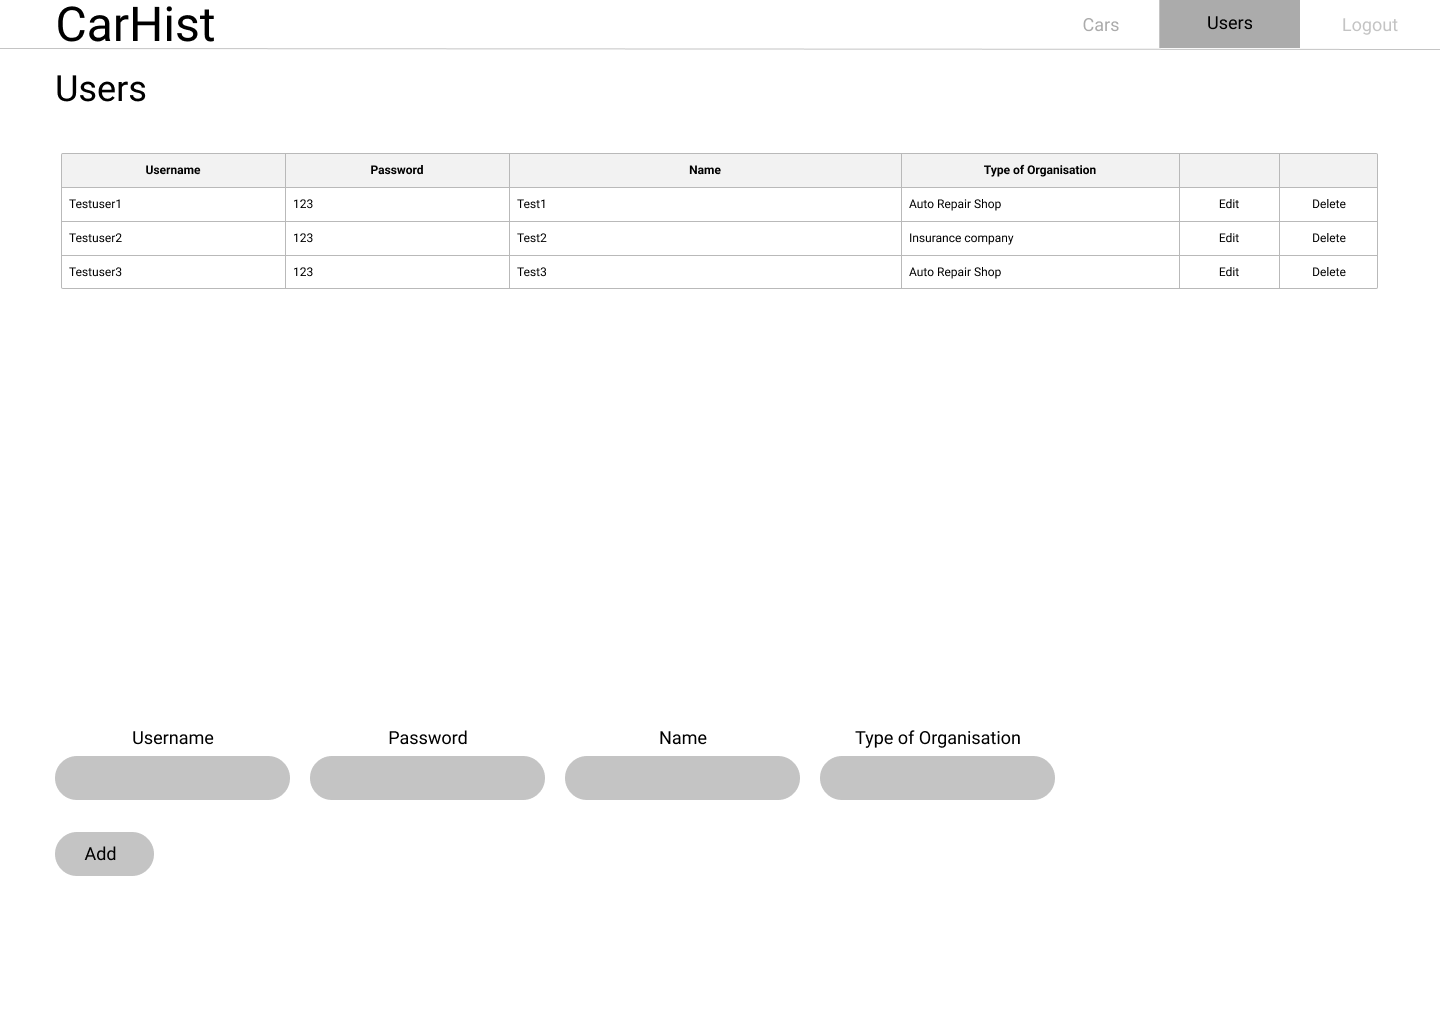 CarHist
Cars Users Logout
Users
Username Password Name Type of Organisation
Testuser1 123 Test1 Auto Repair Shop Edit Delete
Testuser2 123 Test2 Insurance company Edit Delete
Testuser3 123 Test3 Auto Repair Shop Edit Delete
Username Password Name Type of Organisation
Add